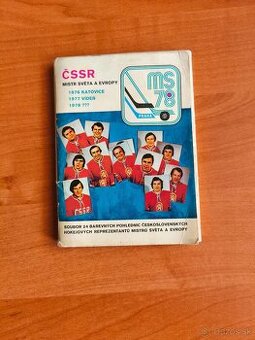 ČSSR
MISTR SVĚTA A EVROPY
1976 KATOVICE
1977 VÍDEŇ
1978 ???
MS
78
PRAHA
SOUBOR 24 BAREVNÝCH POHLEDNIC ČESKOSLOVENSKÝCH
HOKEJOVÝCH REPREZENTANTŮ MISTRŮ SVĚTA A EVROPY